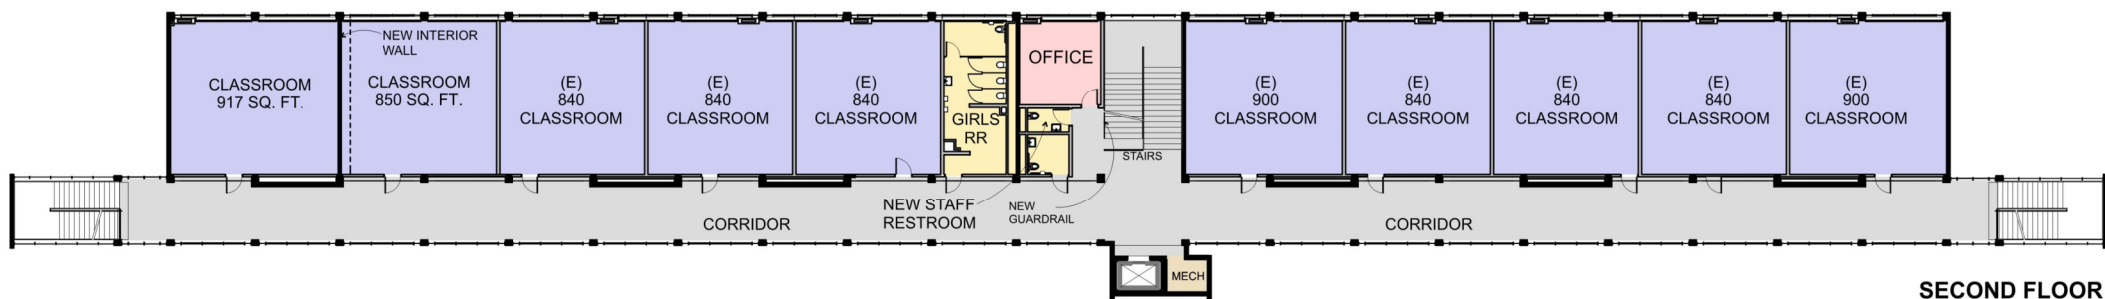 NEW INTERIOR
WALL
CLASSROOM
917 SQ. FT.
CLASSROOM
850 SQ. FT.
(E)
840
CLASSROOM
(E)
840
CLASSROOM
(E)
840
CLASSROOM
GIRLS
RR
OFFICE
STAIRS
(E)
900
CLASSROOM
(E)
840
CLASSROOM
(E)
840
CLASSROOM
(E)
840
CLASSROOM
(E)
900
CLASSROOM
CORRIDOR
NEW STAFF
RESTROOM
NEW
GUARDRAIL
CORRIDOR
MECH
SECOND FLOOR